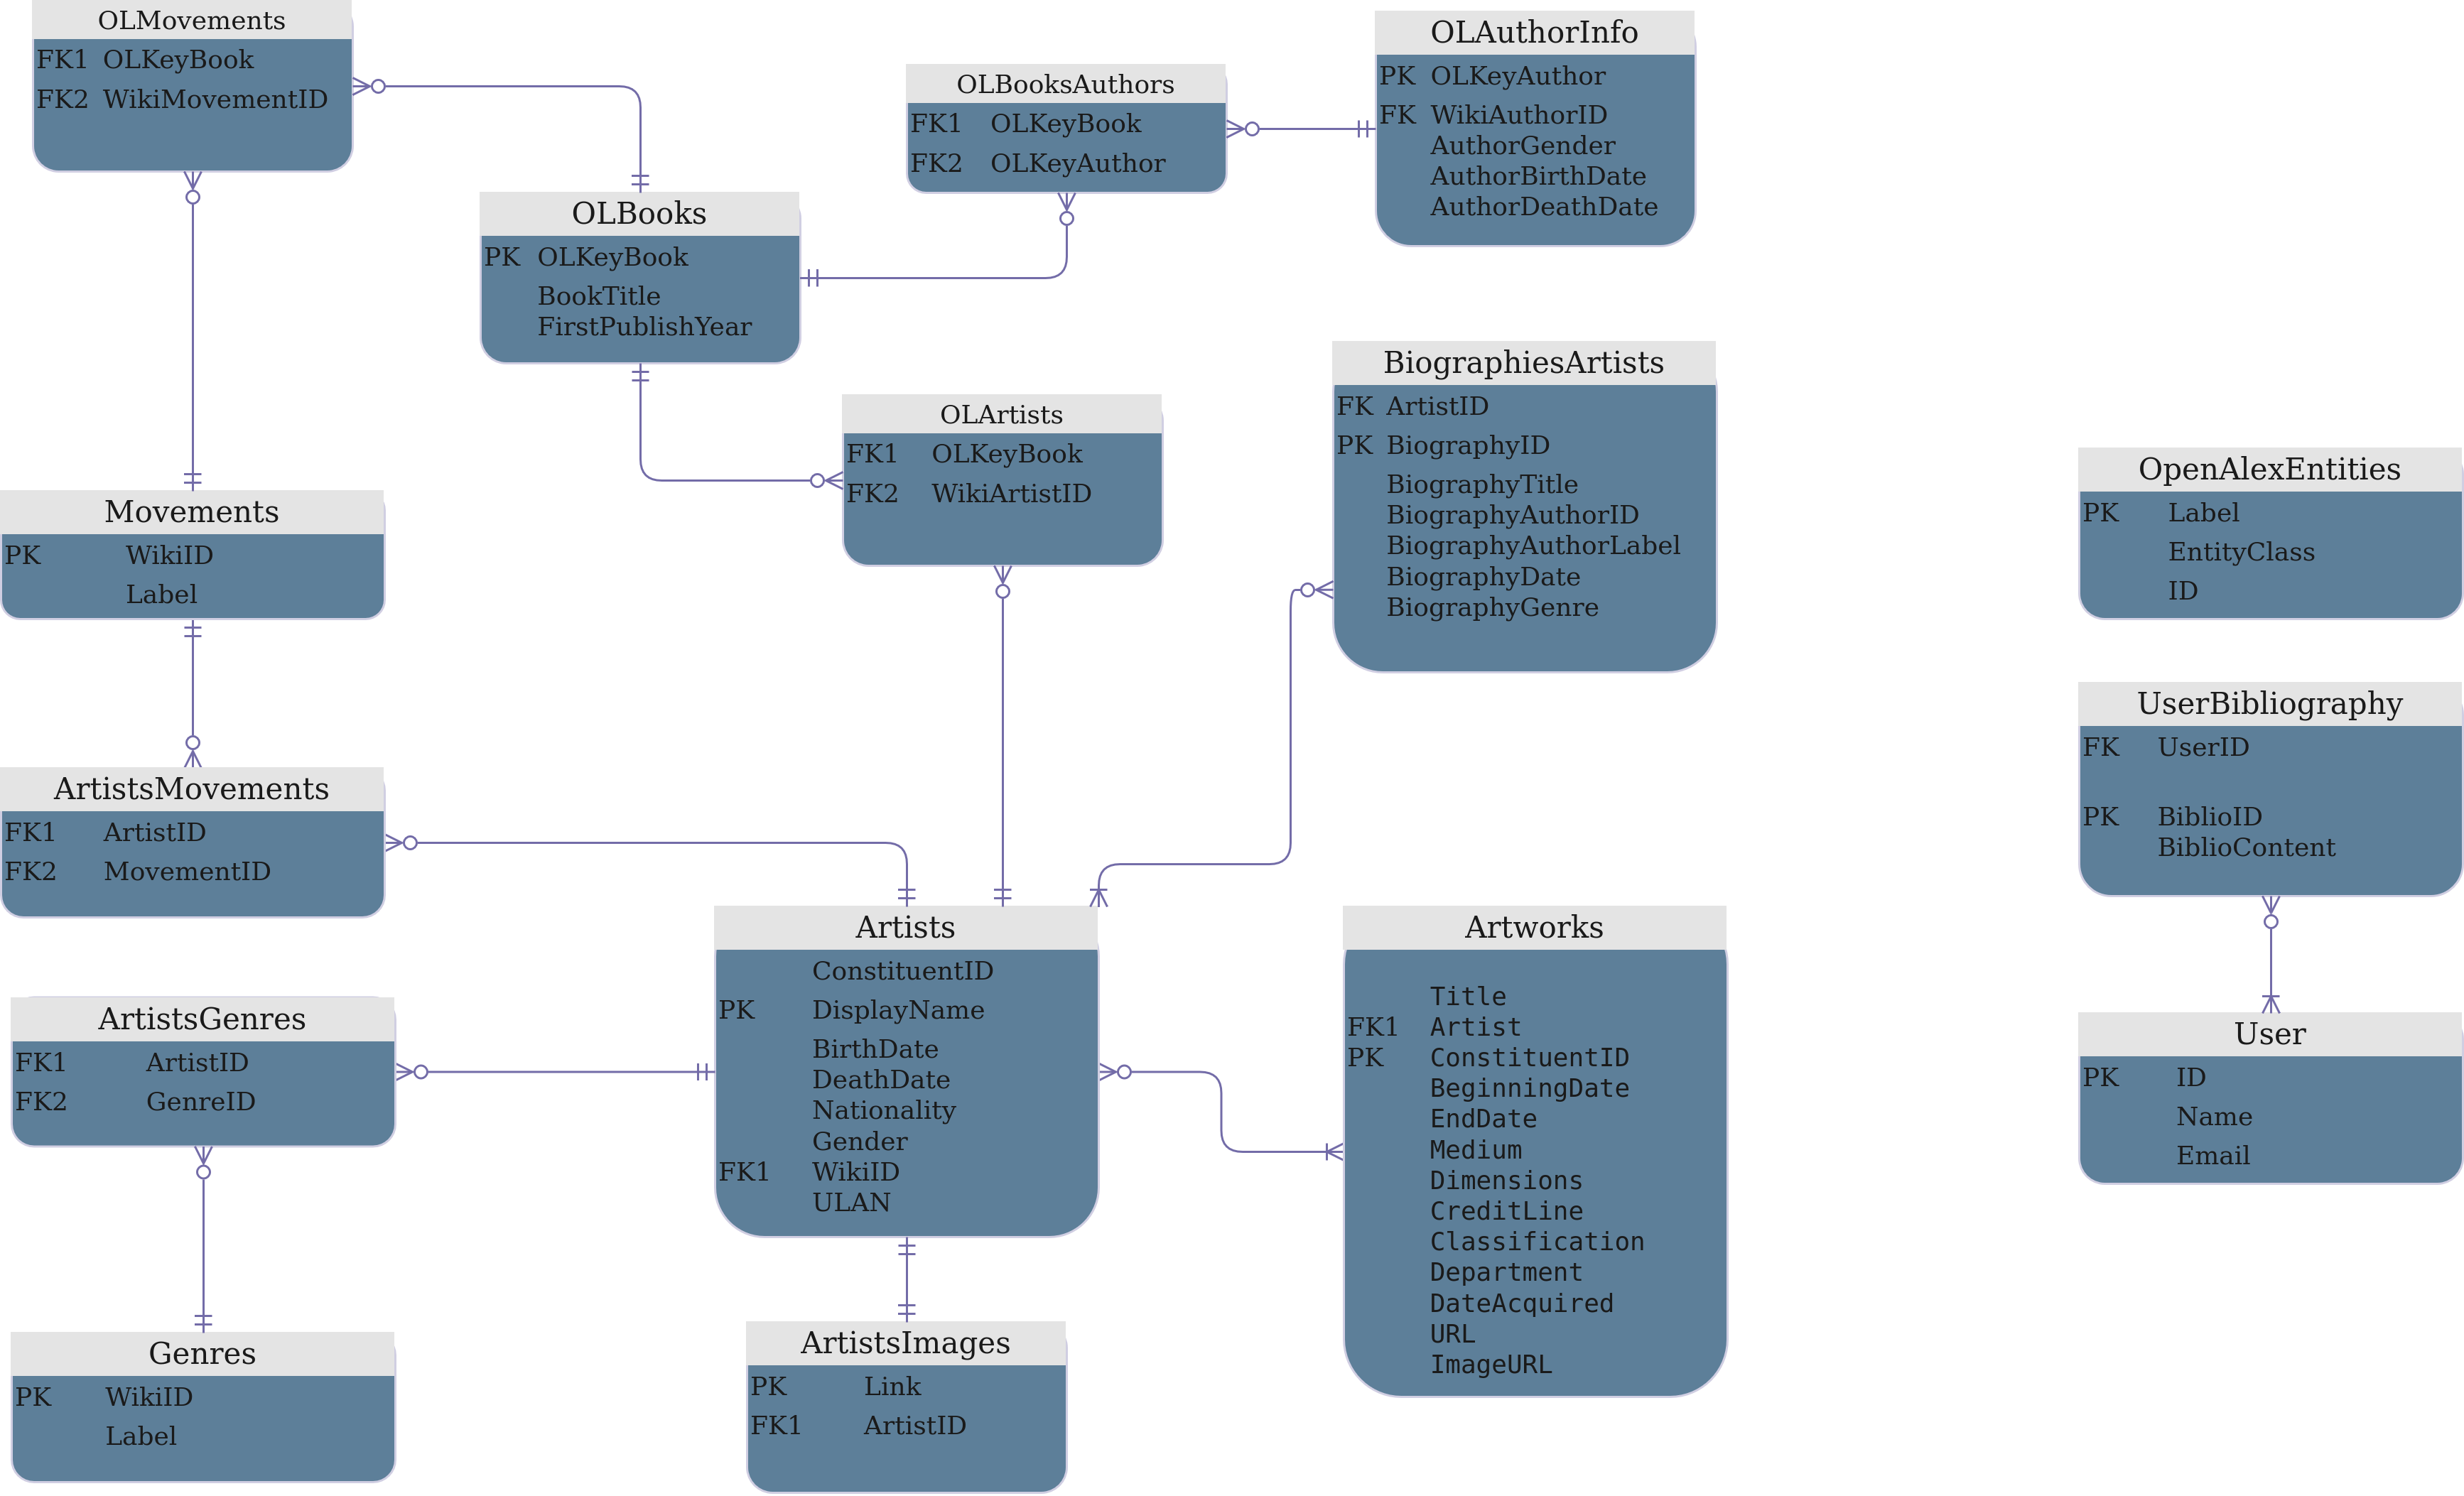 OLMovements
FK1 OLKeyBook
FK2 WikiMovementID
OLAuthorInfo
PK OLKeyAuthor
FK WikiAuthorID
AuthorGender
AuthorBirthDate
AuthorDeathDate
OLBooksAuthors
FK1 OLKeyBook
FK2 OLKeyAuthor
OLBooks
PK OLKeyBook
BookTitle
FirstPublishYear
BiographiesArtists
FK ArtistID
PK BiographyID
BiographyTitle
BiographyAuthorID
BiographyAuthorLabel
BiographyDate
BiographyGenre
OLArtists
FK1 OLKeyBook
FK2 WikiArtistID
OpenAlexEntities
PK Label
EntityClass
ID
Movements
PK WikiID
Label
UserBibliography
FK UserID
PK BiblioID
BiblioContent
ArtistsMovements
FK1 ArtistID
FK2 MovementID
Artists
ConstituentID
PK DisplayName
BirthDate
DeathDate
Nationality
Gender
FK1 WikiID
ULAN
Artworks
Title
FK1 Artist
PK ConstituentID
BeginningDate
EndDate
Medium
Dimensions
CreditLine
Classification
Department
DateAcquired
URL
ImageURL
ArtistsGenres
FK1 ArtistID
FK2 GenreID
User
PK ID
Name
Email
Genres
PK WikiID
Label
ArtistsImages
PK Link
FK1 ArtistID